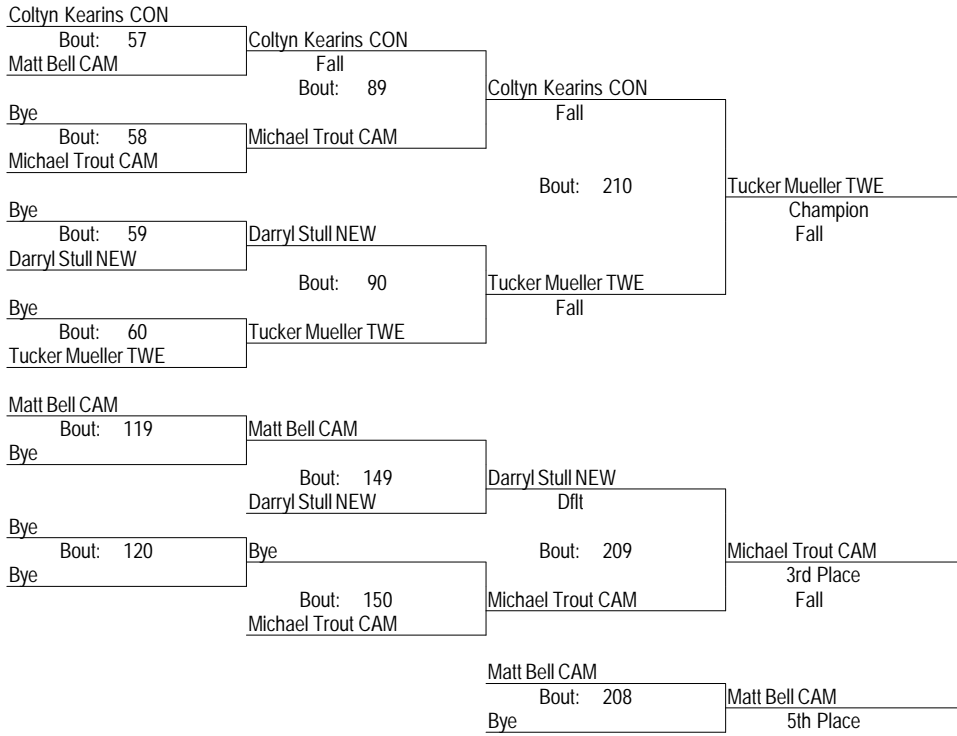 Coltyn Kearins CON
Bout: 57
Coltyn Kearins CON
Matt Bell CAM
Fall
Bout: 89
Coltyn Kearins CON
Bye
Fall
Bout: 58
Michael Trout CAM
Michael Trout CAM
Bout: 210
Tucker Mueller TWE
Bye
Champion
Bout: 59
Darryl Stull NEW
Fall
Darryl Stull NEW
Bout: 90
Tucker Mueller TWE
Bye
Fall
Bout: 60
Tucker Mueller TWE
Tucker Mueller TWE
Matt Bell CAM
Bout: 119
Matt Bell CAM
Bye
Bout: 149
Darryl Stull NEW
Darryl Stull NEW
Dflt
Bye
Bout: 120
Bye
Bout: 209
Michael Trout CAM
Bye
3rd Place
Bout: 150
Michael Trout CAM
Fall
Michael Trout CAM
Matt Bell CAM
Bout: 208
Matt Bell CAM
Bye
5th Place